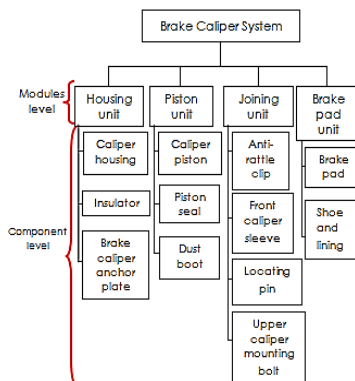 Brake Caliper System
Modules
level
Housing
unit
Piston
unit
Joining
unit
Brake
pad unit
Component
level
Caliper
housing
Insulator
Brake
caliper
anchor
plate
Caliper
piston
Piston
seal
Dust
boot
Anti-
rattle
clip
Front
caliper
sleeve
Locating
pin
Upper
caliper
mounting
bolt
Brake
pad
Shoe and
lining